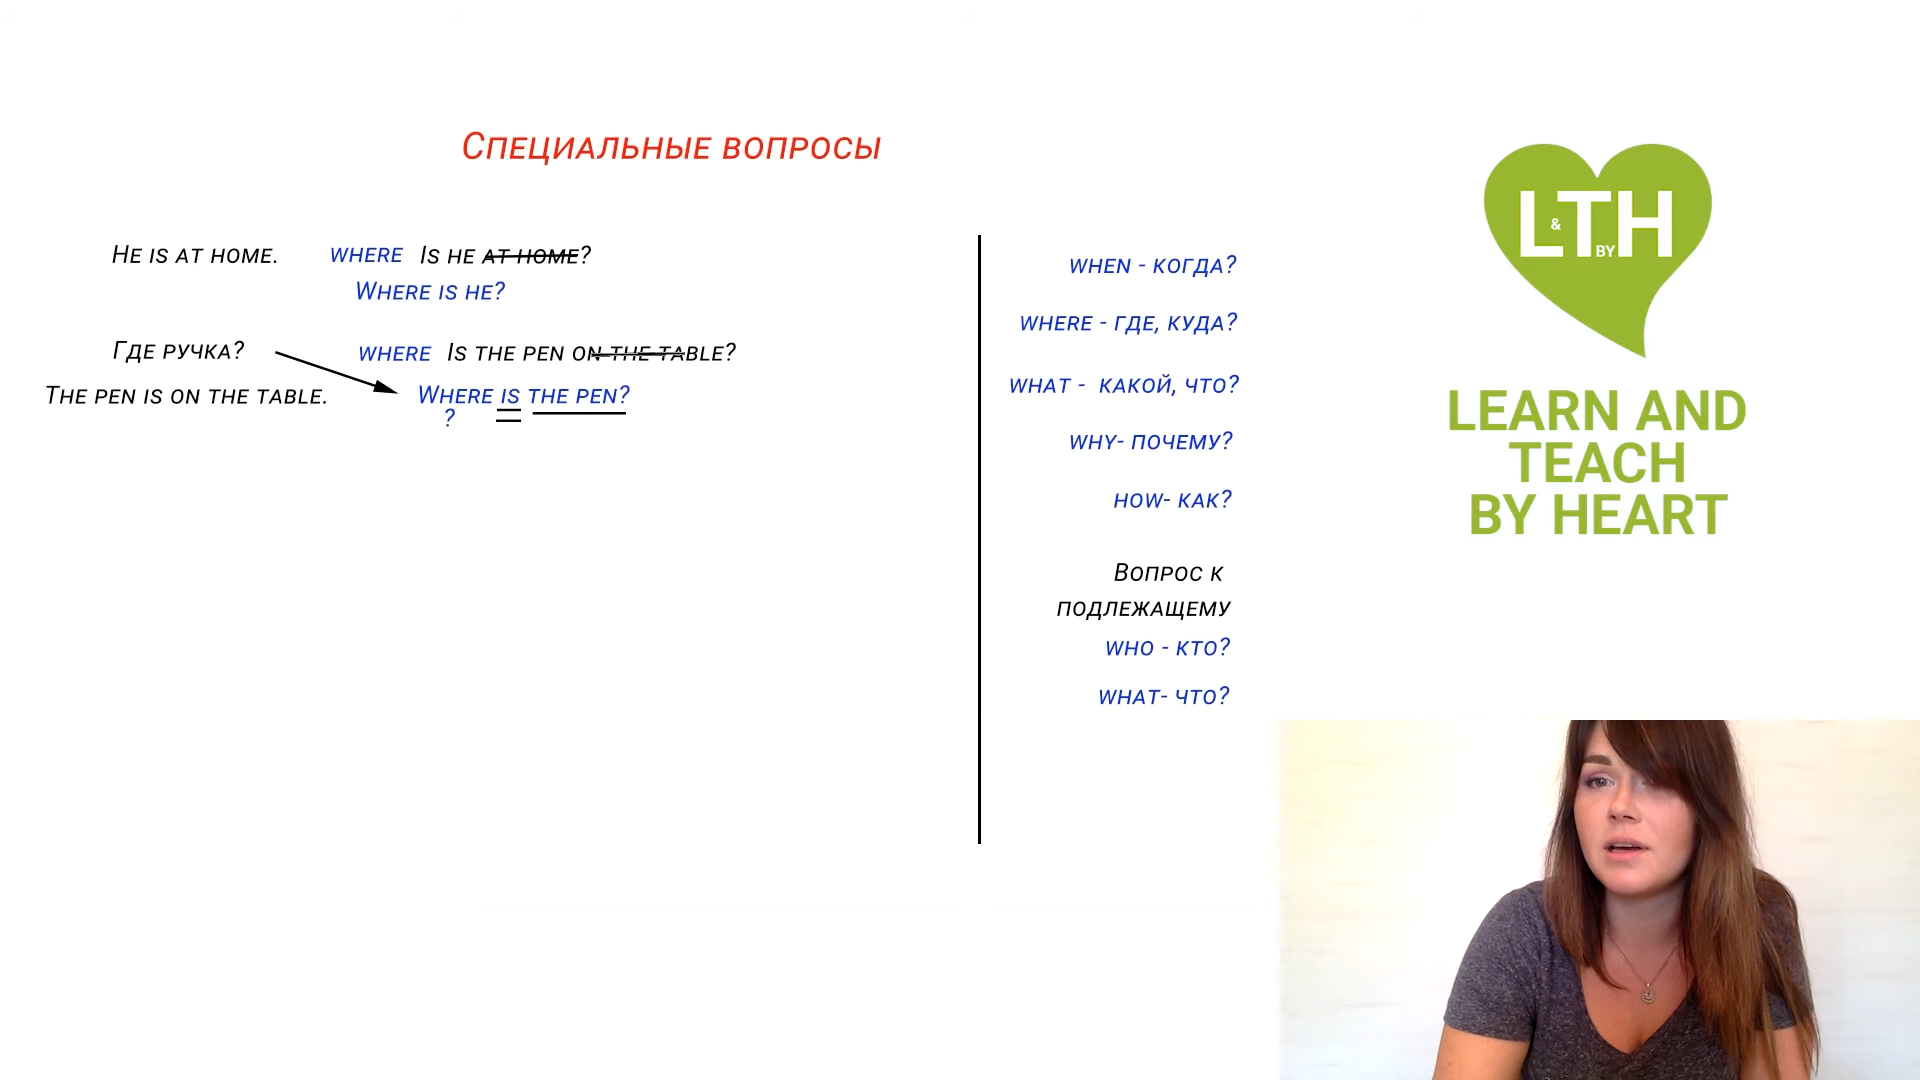 Специальные вопросы
He is at home. where Is he at home?
Where is he?
Где ручка? where Is the pen on the table?
The pen is on the table. Where is the pen?
?
when - когда?
where - где, куда?
what - какой, что?
why- почему?
how- как?
Вопрос к
подлежащему
who - кто?
what- что?
L&TBYH
LEARN AND
TEACH
BY HEART